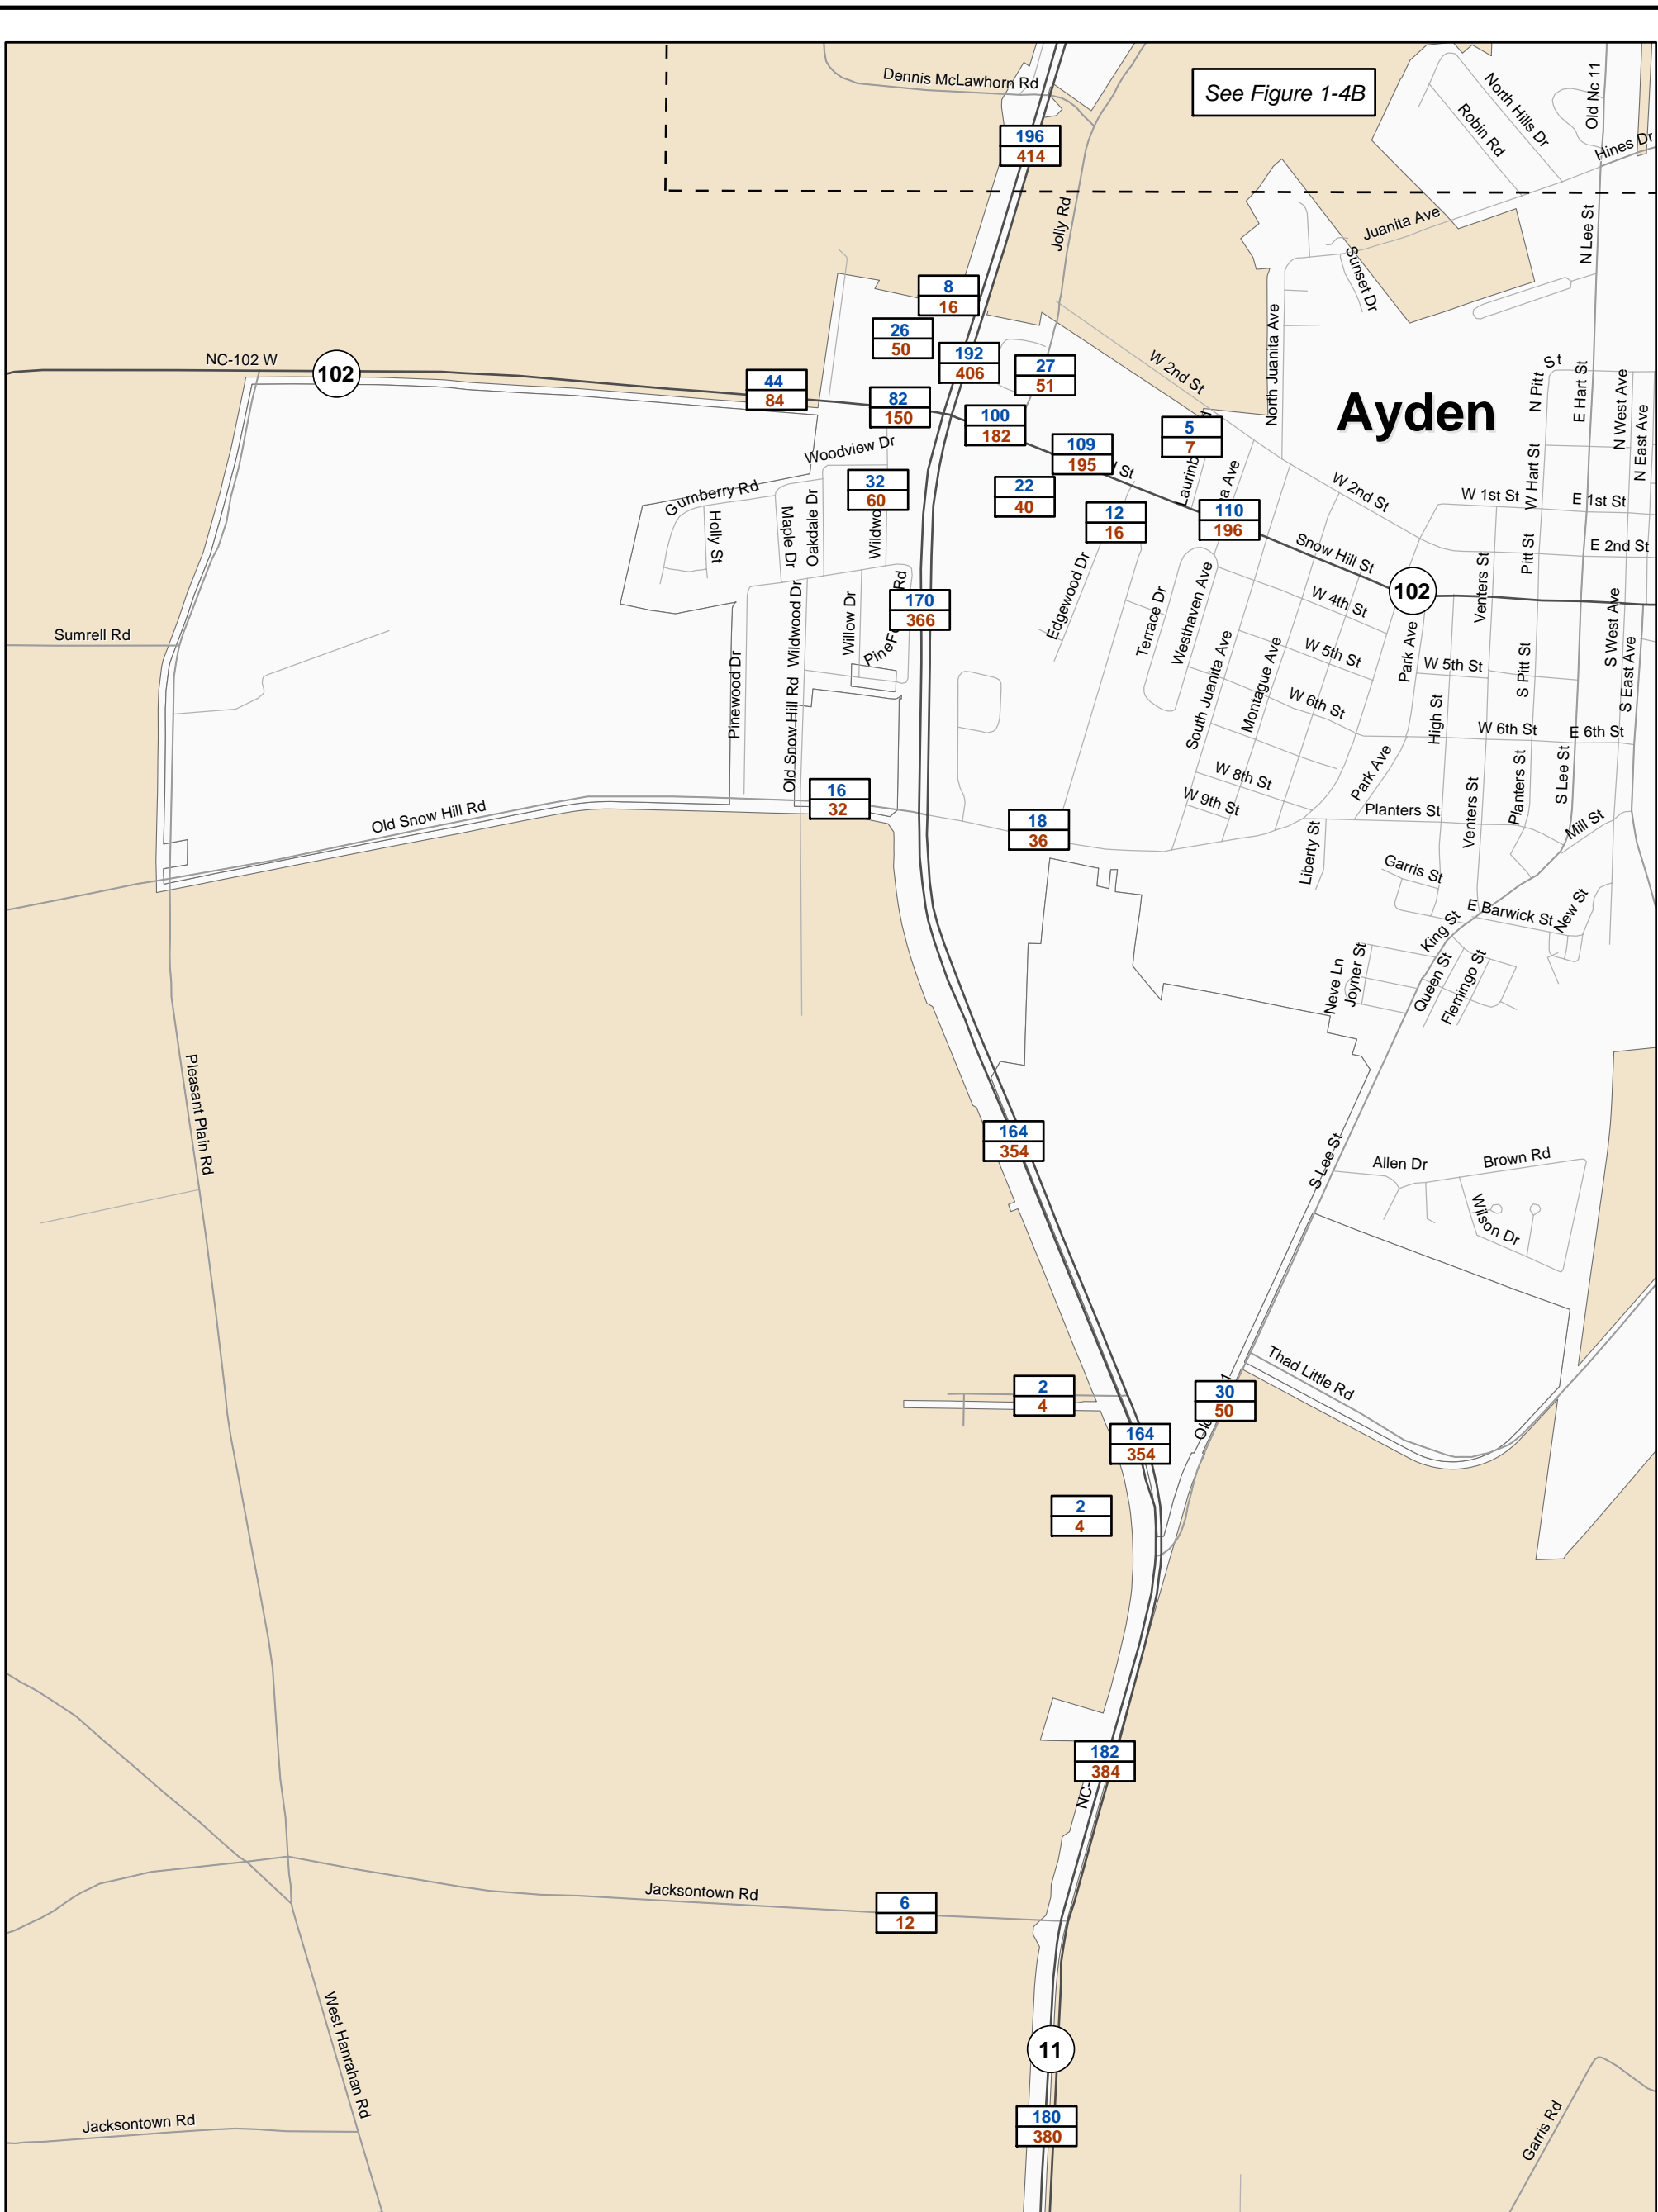 Dennis McLawhorn Rd
See Figure 1-4B
Old Nc 11
North Hills Dr
Robin Rd
Hines Dr
196
414
Jolly Rd
Juanita Ave
N Lee St
Sunset Dr
8
16
26
50
192
406
27
51
North Juanita Ave
W 2nd St
NC-102 W
102
44
84
82
150
100
182
109
195
St
5
7
Ayden
N Pitt St
E Hart St
N West Ave
N East Ave
Woodview Dr
Gumberry Rd
Holly St
Maple Dr
Oakdale Dr
32
60
22
40
12
16
110
196
W 2nd St
W 1st St
W Hart St
E 1st St
Snow Hill St
102
Pitt St
E 2nd St
Venters St
170
366
Rd
Edgewood Dr
Terrace Dr
Westhaven Ave
W 4th St
W 5th St
W 6th St
Park Ave
W 5th St
S Pitt St
S West Ave
S East Ave
Sumrell Rd
Pinewood Dr
Wildwood Dr
Willow Dr
Old Snow Hill Rd
South Juanita Ave
Montague Ave
High St
W 6th St
E 6th St
16
32
Old Snow Hill Rd
18
36
W 8th St
W 9th St
Park Ave
Planters St
Venters St
Planters St
S Lee St
Mill St
Liberty St
Garris St
E Barwick St
New St
King St
Neve Ln
Joyner St
Queen St
Flemingo St
Pleasant Plain Rd
164
354
S Lee St
Allen Dr
Brown Rd
Wilson Dr
Thad Little Rd
2
4
30
50
Old
164
354
2
4
182
384
NC-
Jacksontown Rd
6
12
West Hanrahan Rd
11
Jacksontown Rd
180
380
Garris Rd